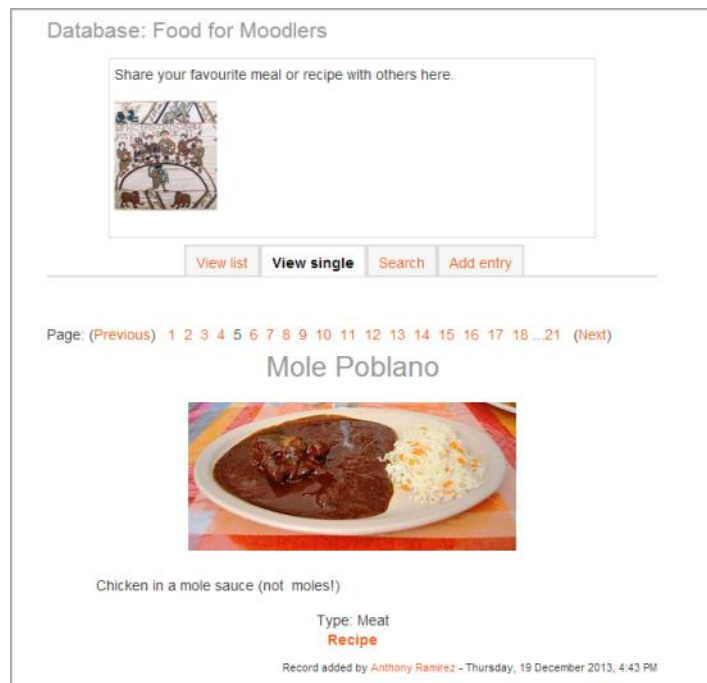 Database: Food for Moodlers
Share your favourite meal or recipe with others here.
View list View single Search Add entry
Page: (Previous) 1 2 3 4 5 6 7 8 9 10 11 12 13 14 15 16 17 18 ...21 (Next)
Mole Poblano
Chicken in a mole sauce (not moles!)
Type: Meat
Recipe
Record added by Anthony Ramirez - Thursday, 19 December 2013, 4:43 PM